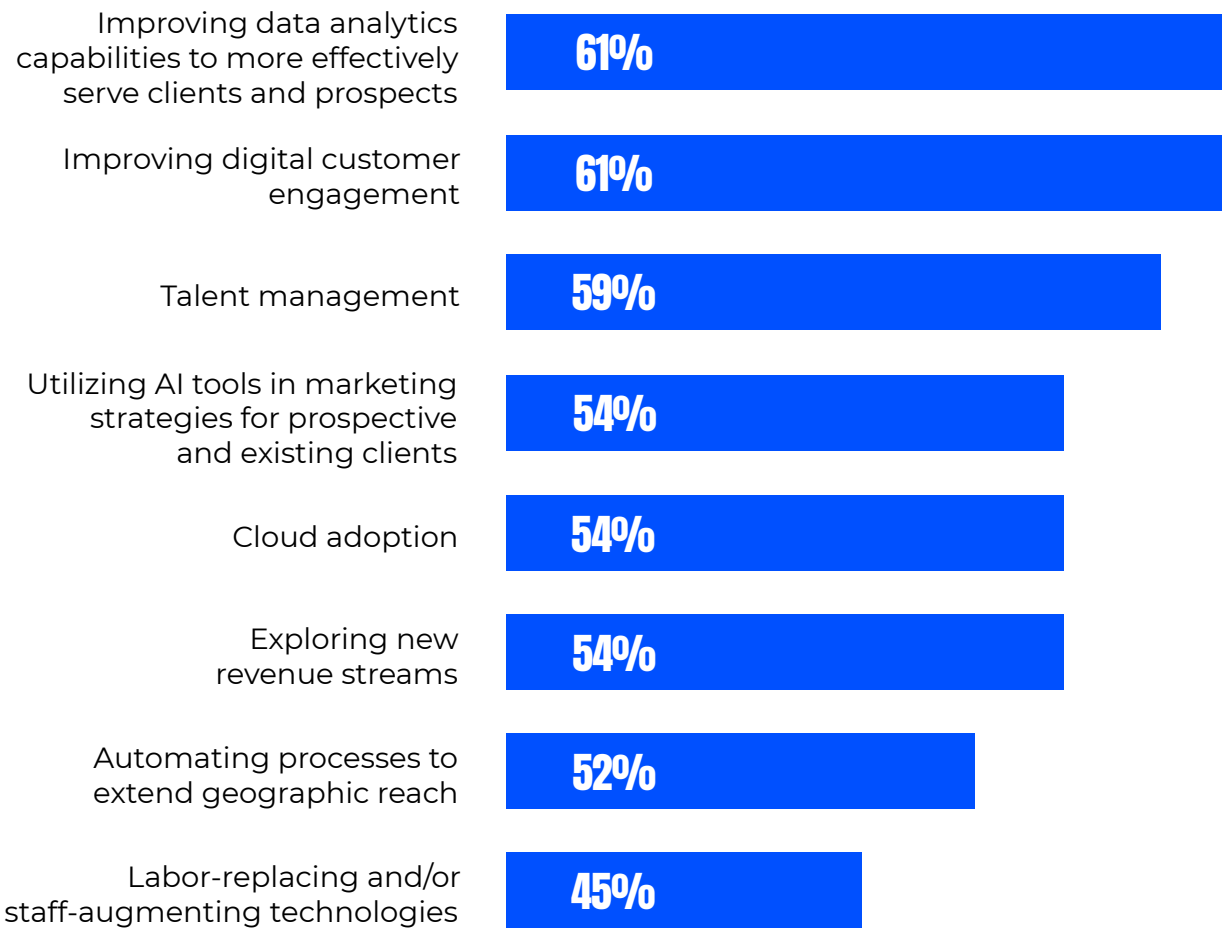 Improving data analytics
capabilities to more effectively
serve clients and prospects
61%
Improving digital customer
engagement
61%
Talent management
59%
Utilizing AI tools in marketing
strategies for prospective
and existing clients
54%
Cloud adoption
54%
Exploring new
revenue streams
54%
Automating processes to
extend geographic reach
52%
Labor-replacing and/or
staff-augmenting technologies
45%